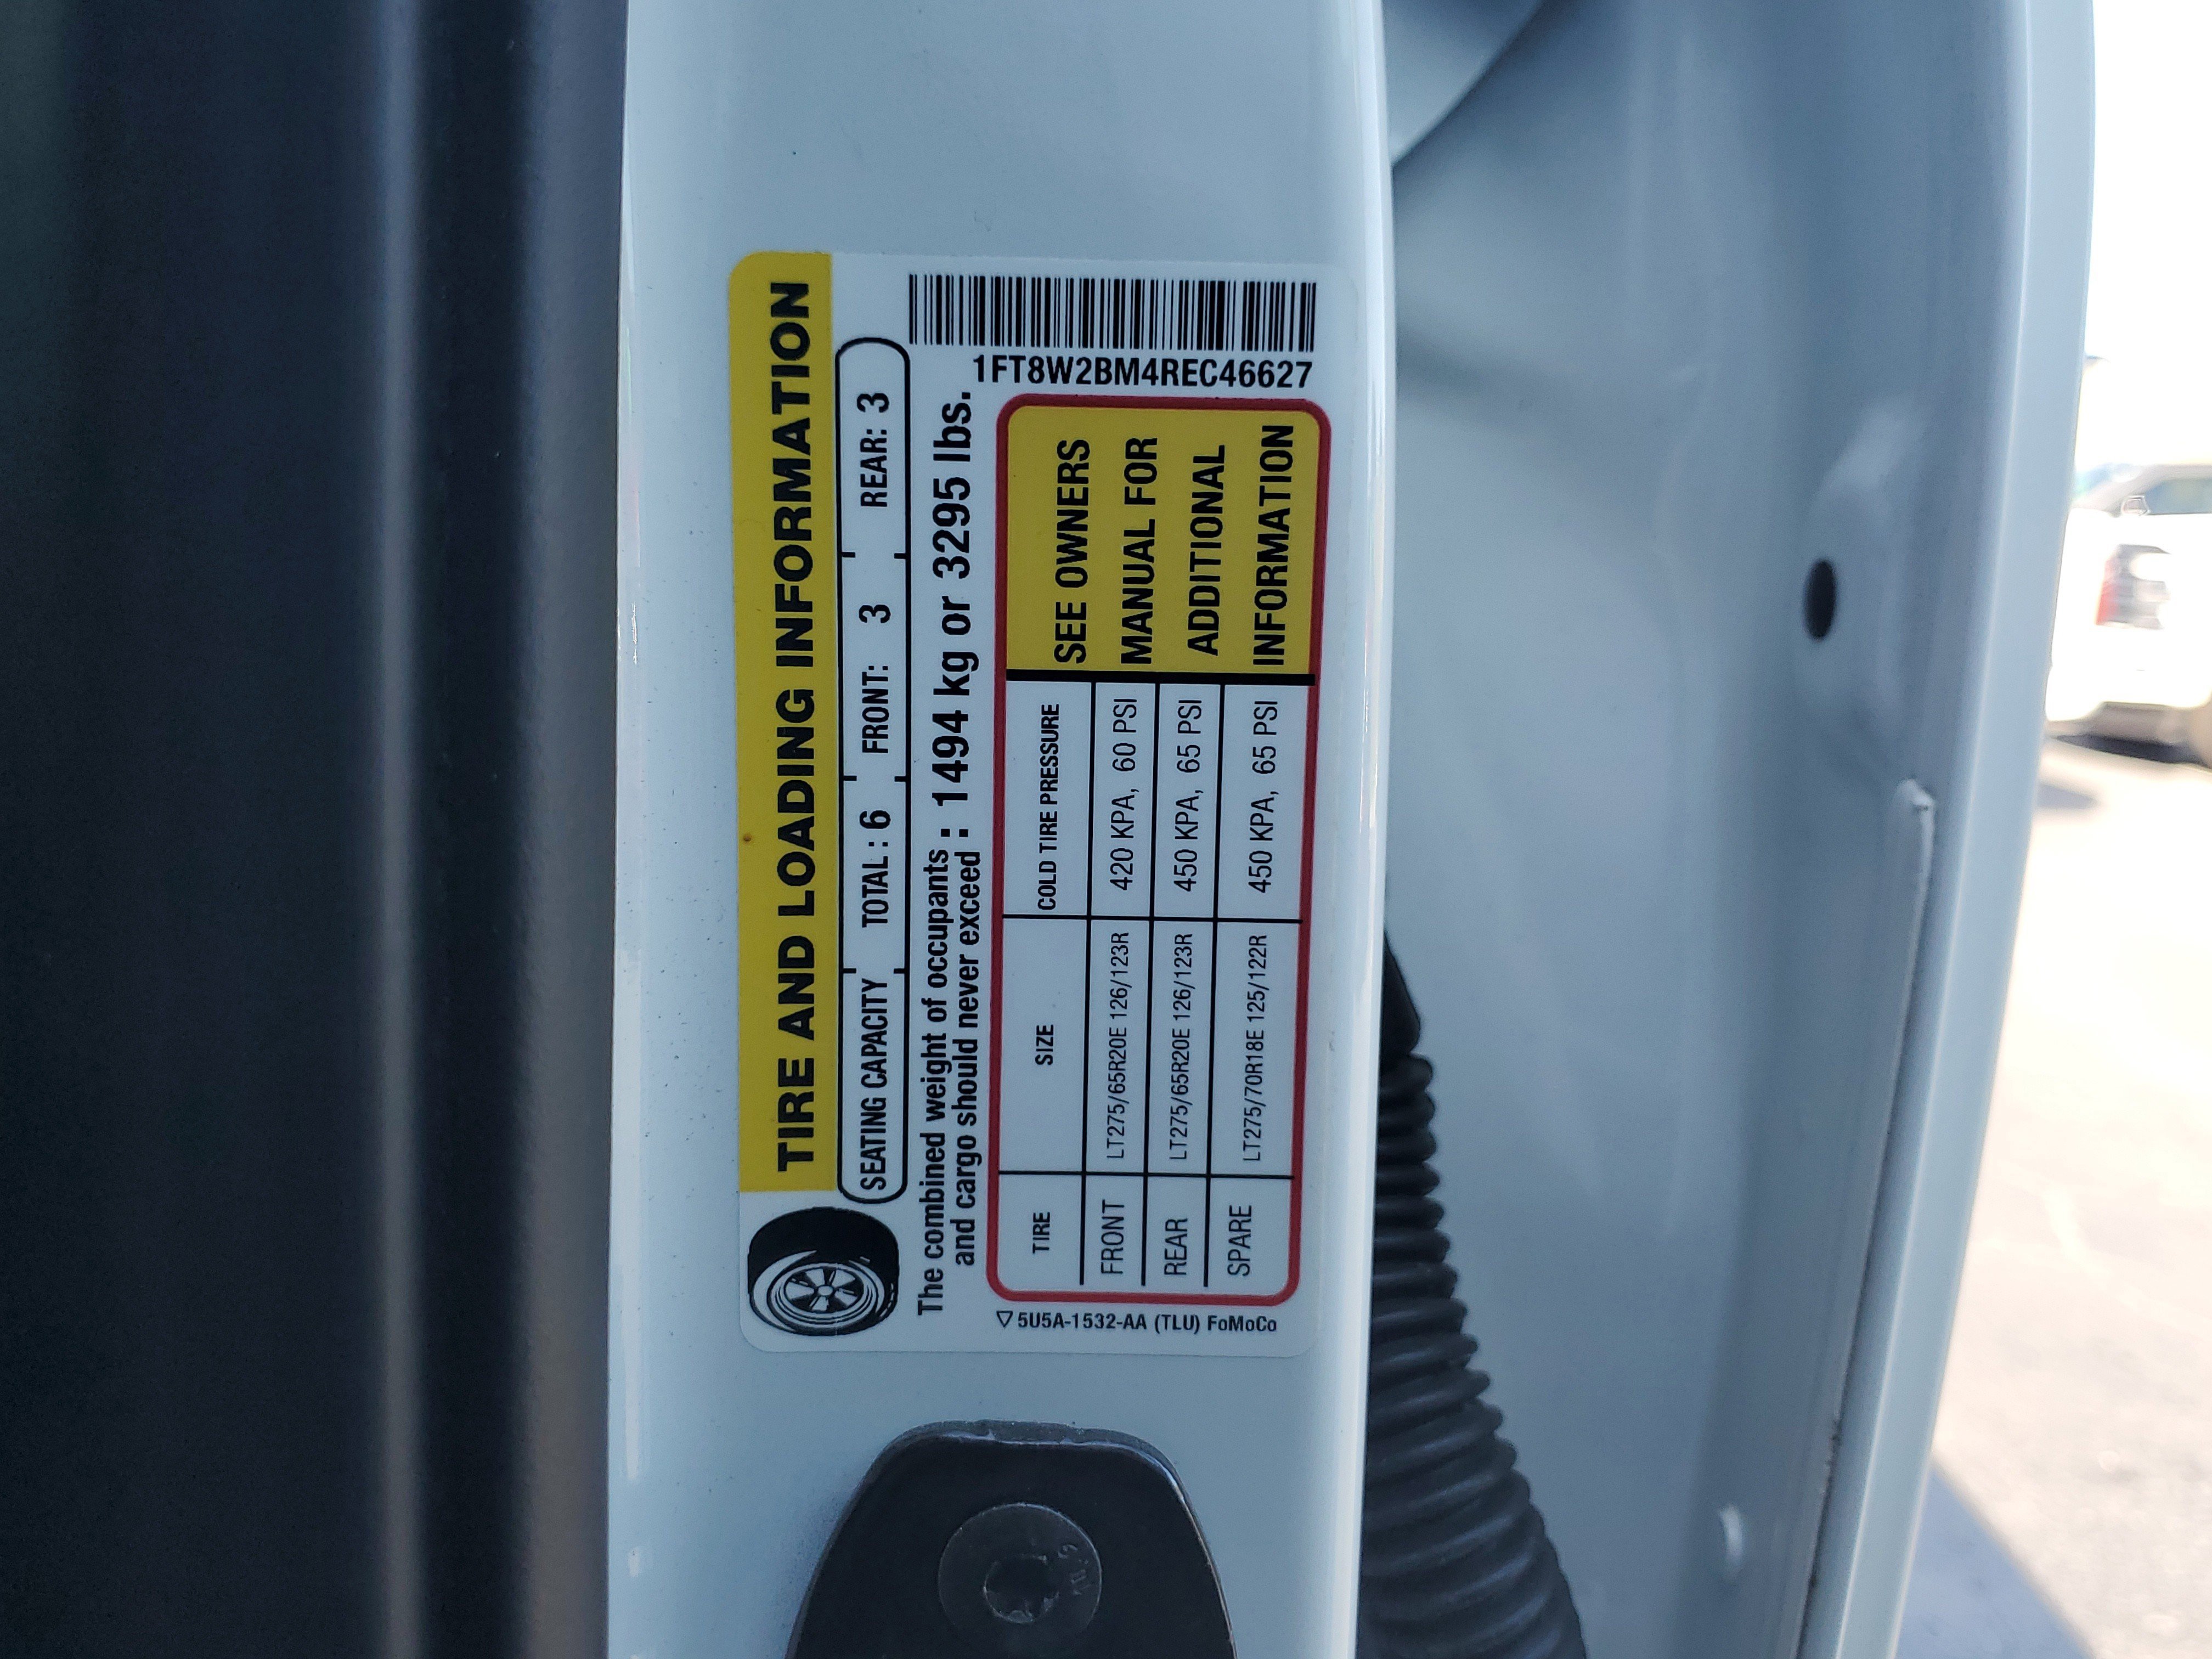 TIRE AND LOADING INFORMATION
SEATING CAPACITY TOTAL : 6 FRONT: 3 REAR: 3
The combined weight of occupants
and cargo should never exceed : 1494 kg or 3295 lbs.
1FT8W2BM4REC46627
TIRE SIZE COLD TIRE PRESSURE
FRONT LT275/65R20E 126/123R 420 KPA, 60 PSI
REAR LT275/65R20E 126/123R 450 KPA, 65 PSI
SPARE LT275/70R18E 125/122R 450 KPA, 65 PSI
SEE OWNERS
MANUAL FOR
ADDITIONAL
INFORMATION
5U5A-1532-AA (TLU) FoMoCo